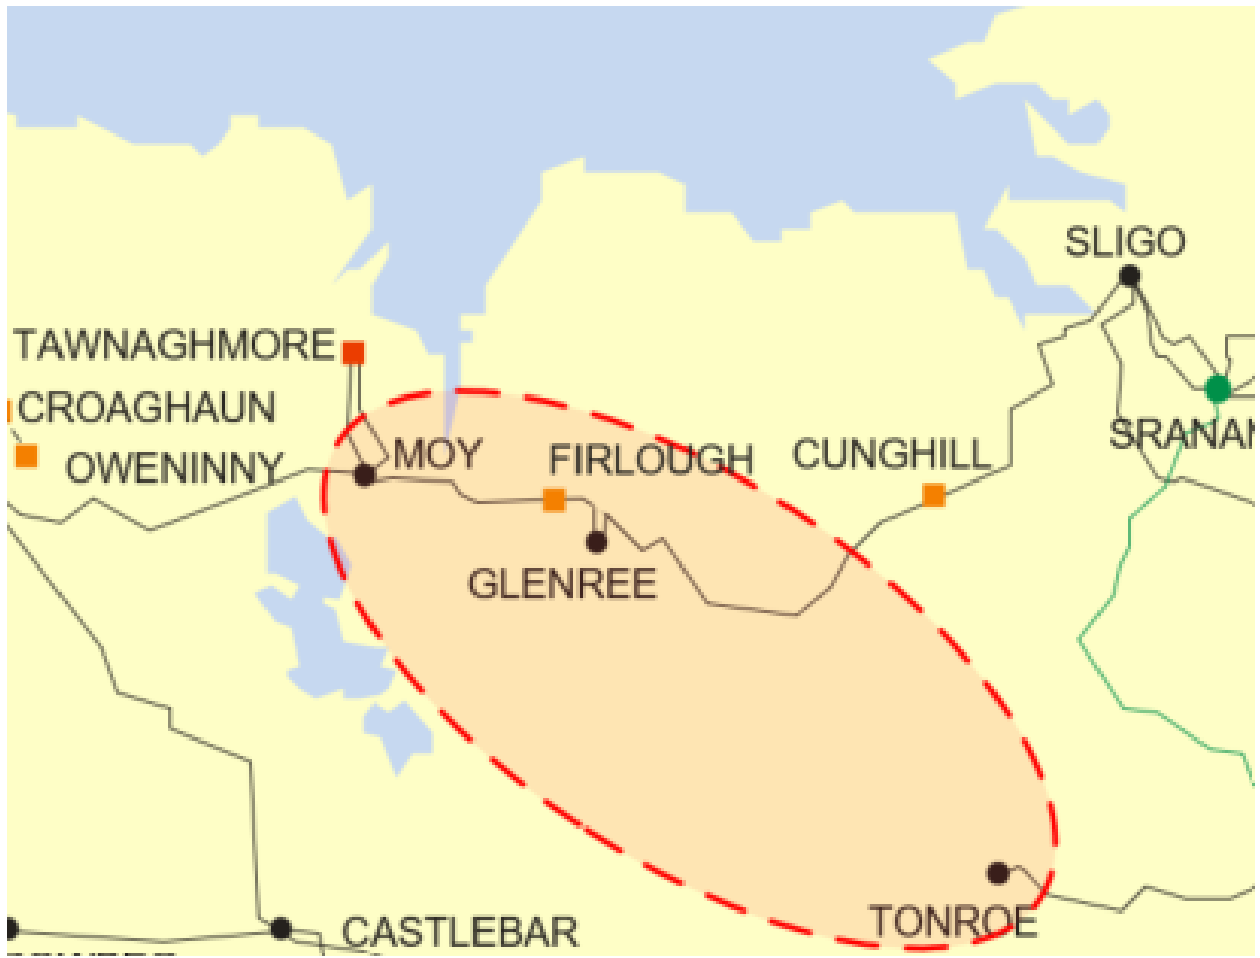 SLIGO
TAWNAGHMORE
CROAGHAUN
MOY
FIRLOUGH
CUNGHILL
OWENINNY
GLENREE
TONROE
CASTLEBAR